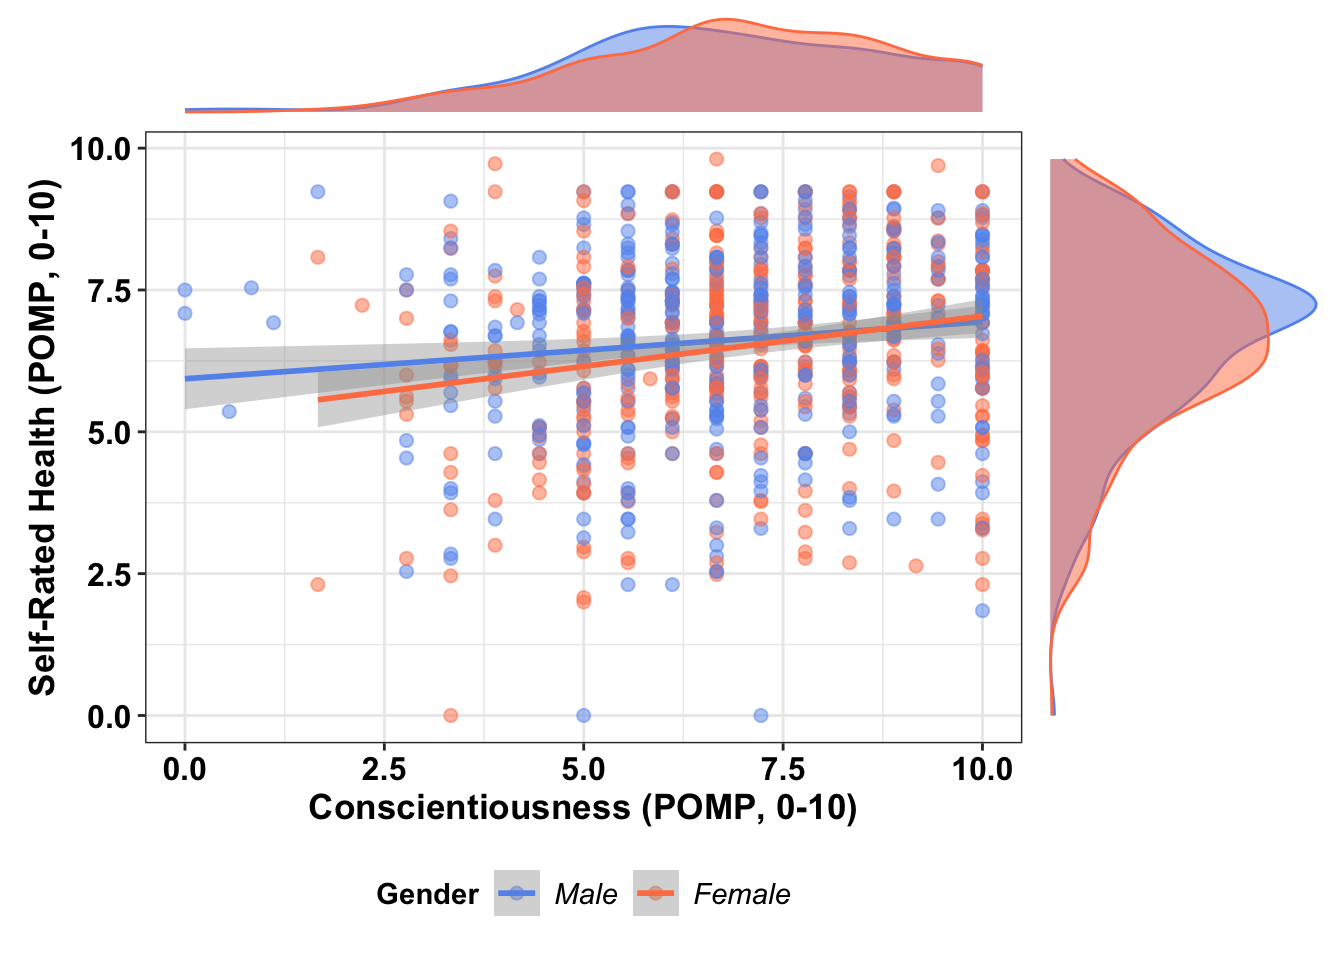 Self-Rated Health (POMP, 0-10)
10.0
7.5
5.0
2.5
0.0
0.0 2.5 5.0 7.5 10.0
Conscientiousness (POMP, 0-10)
Gender Male Female